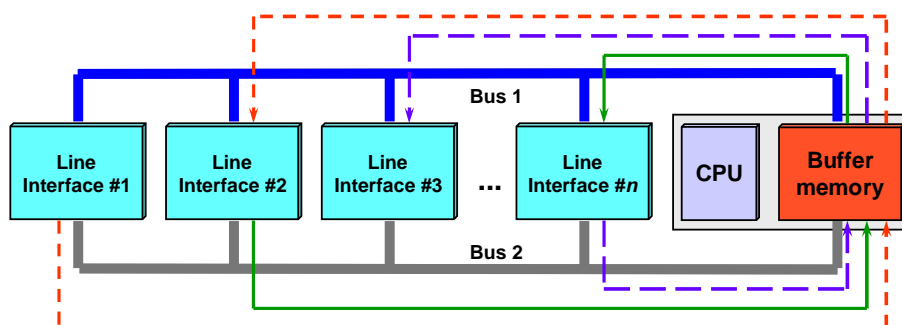 Bus 1
Line
Interface #1
Line
Interface #2
Line
Interface #3
...
Line
Interface #n
CPU
Buffer
memory
Bus 2